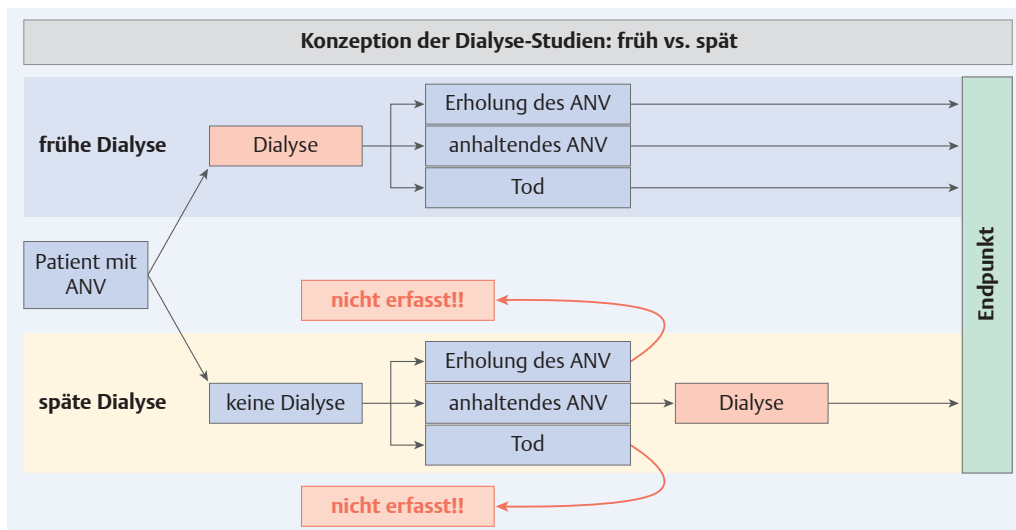 Konzeption der Dialyse-Studien: früh vs. spät
frühe Dialyse
Dialyse
Erholung des ANV
anhaltendes ANV
Tod
Patient mit
ANV
nicht erfasst!!
späte Dialyse
keine Dialyse
Erholung des ANV
anhaltendes ANV
Tod
Dialyse
nicht erfasst!!
Endpunkt